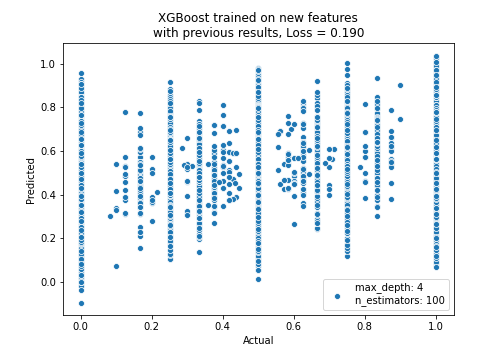 XGBoost trained on new features
with previous results, Loss = 0.190
Predicted
1.0
0.8
0.6
0.4
0.2
0.0
0.0 0.2 0.4 0.6 0.8 1.0
Actual
max_depth: 4
n_estimators: 100